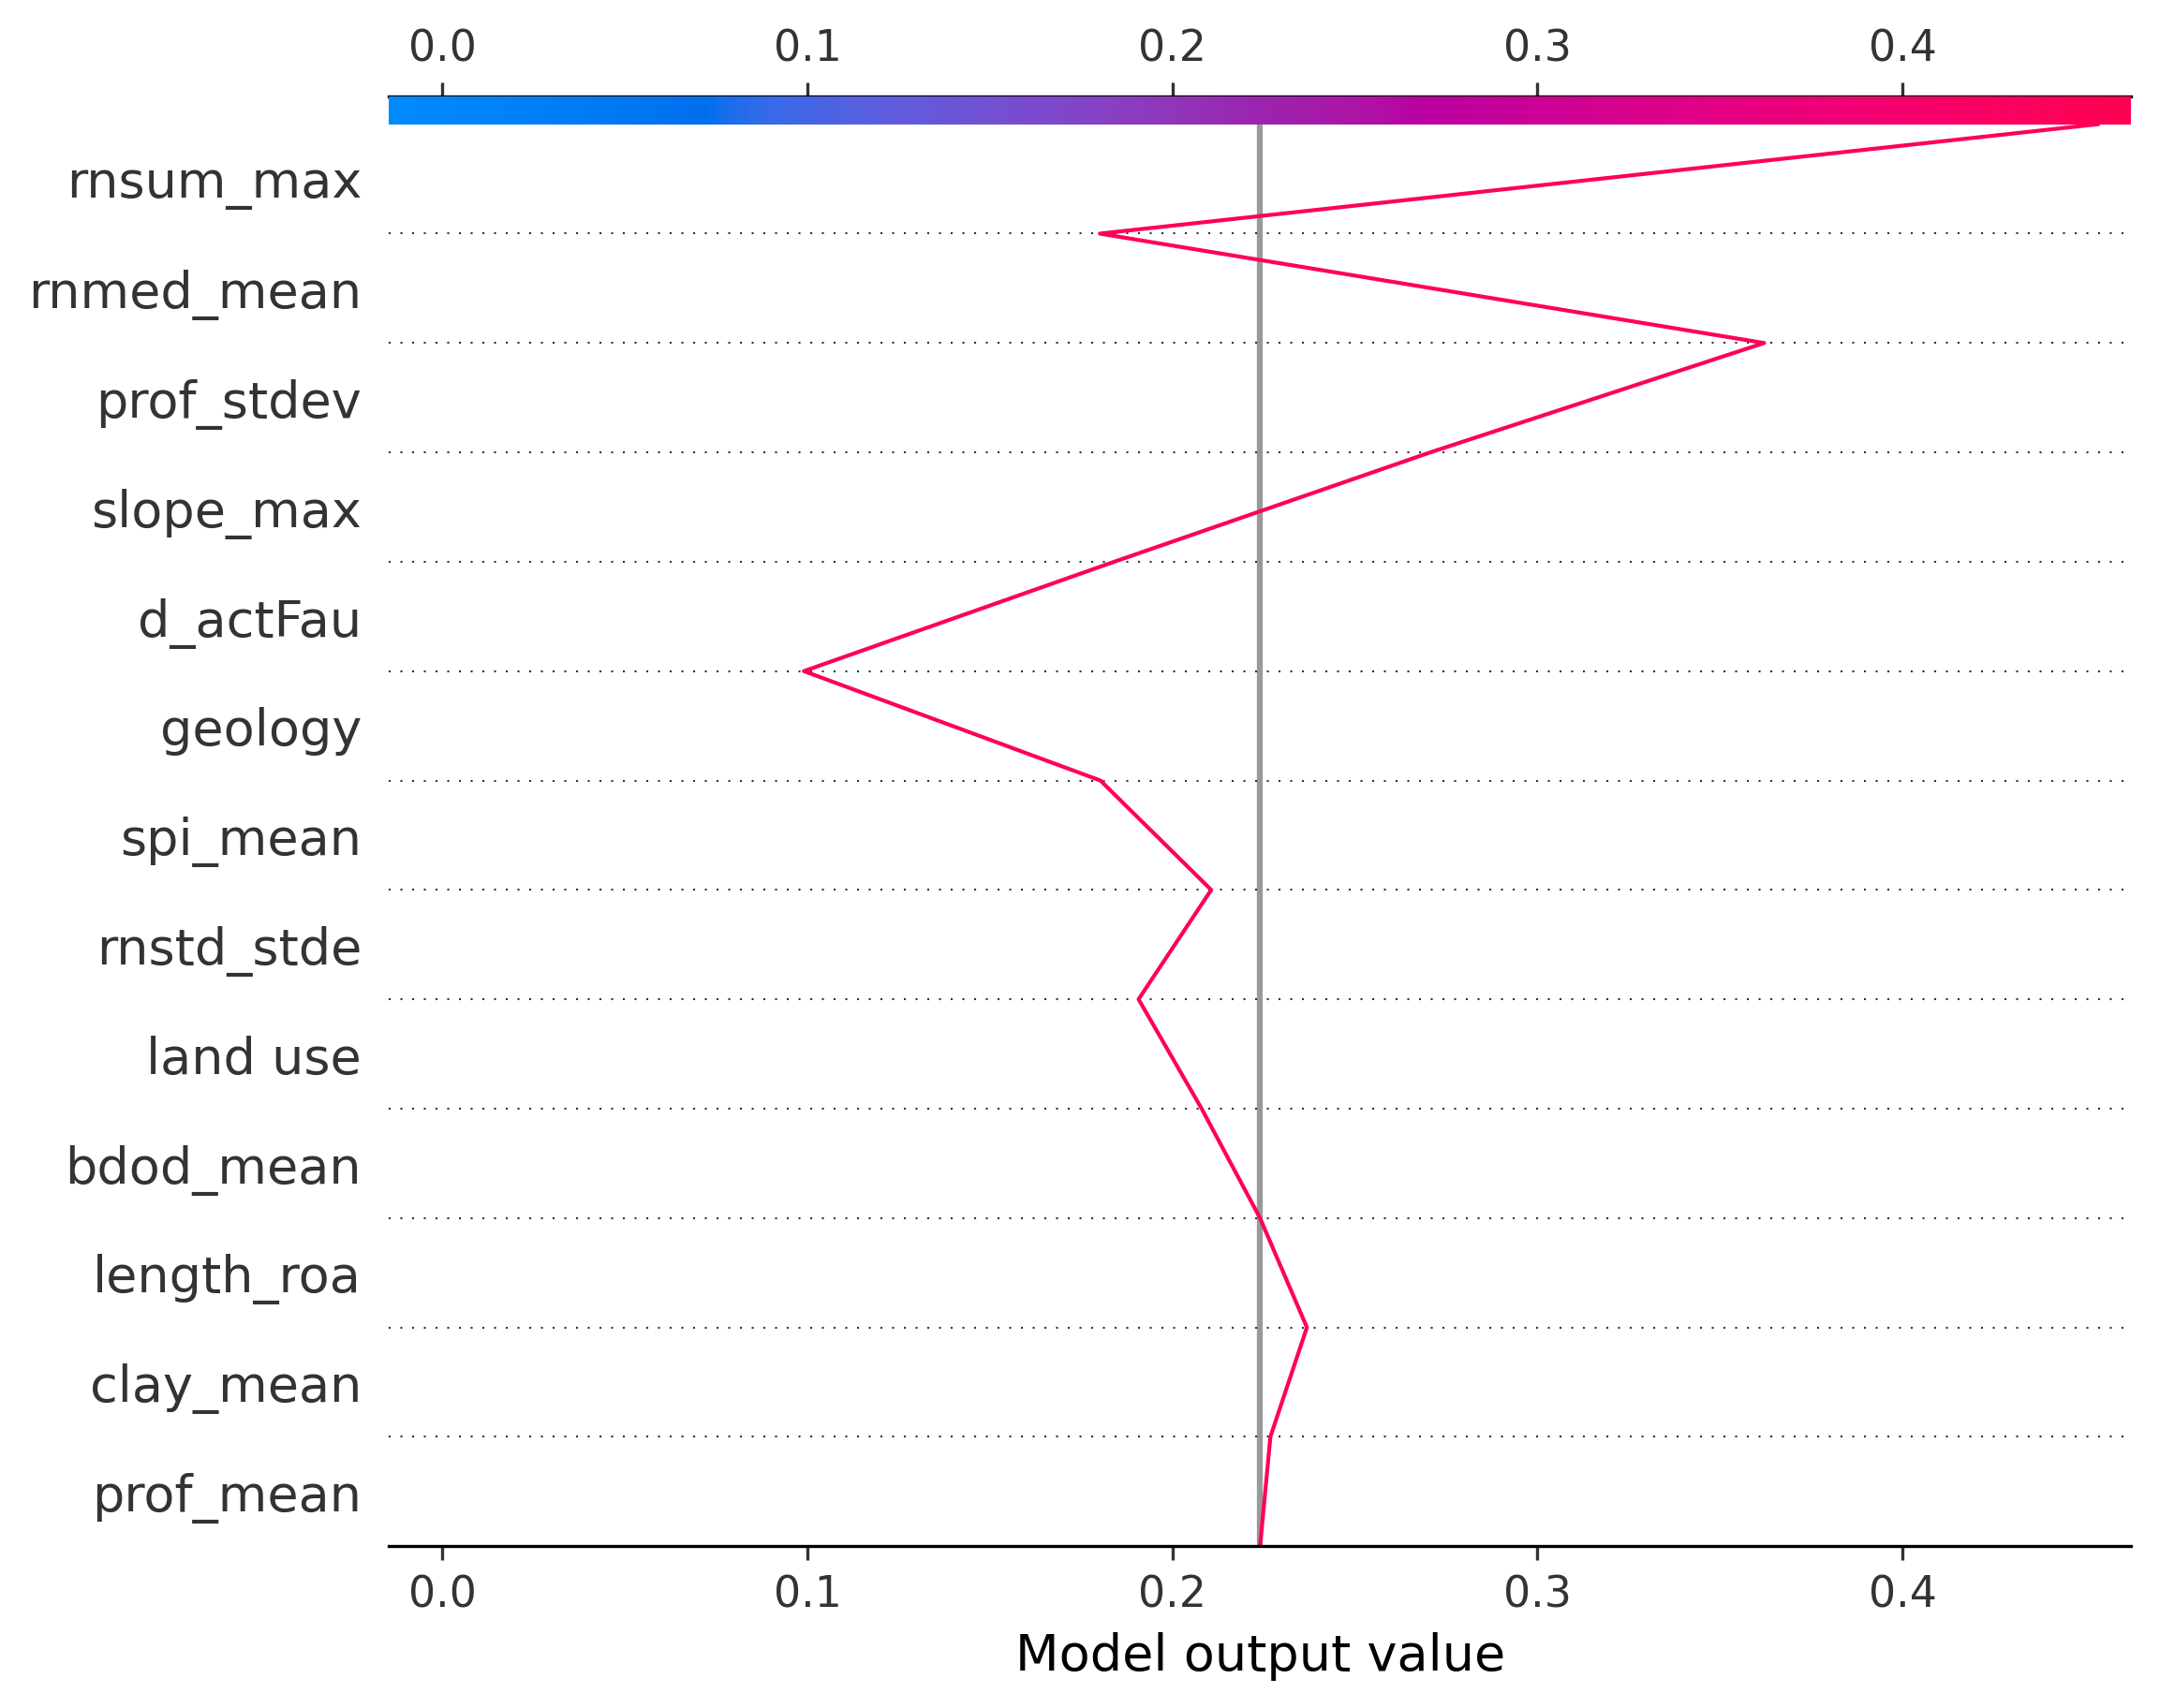 0.0 0.1 0.2 0.3 0.4
rnsum_max
rnmed_mean
prof_stdev
slope_max
d_actFau
geology
spi_mean
rnstd_stde
land use
bdod_mean
length_roa
clay_mean
prof_mean
0.0 0.1 0.2 0.3 0.4
Model output value